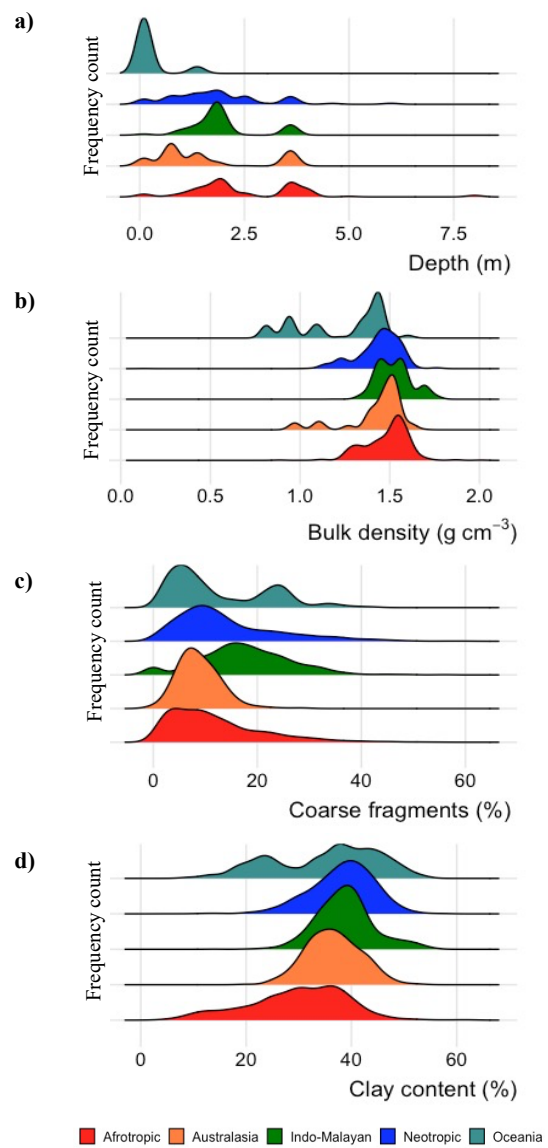 a)
Frequency count
0.0 2.5 5.0 7.5
Depth (m)
b)
Frequency count
0.0 0.5 1.0 1.5 2.0
Bulk density (g cm⁻³)
c)
Frequency count
0 20 40 60
Coarse fragments (%)
d)
Frequency count
0 20 40 60
Clay content (%)
Afrotropic Australasia Indo-Malayan Neotropic Oceania